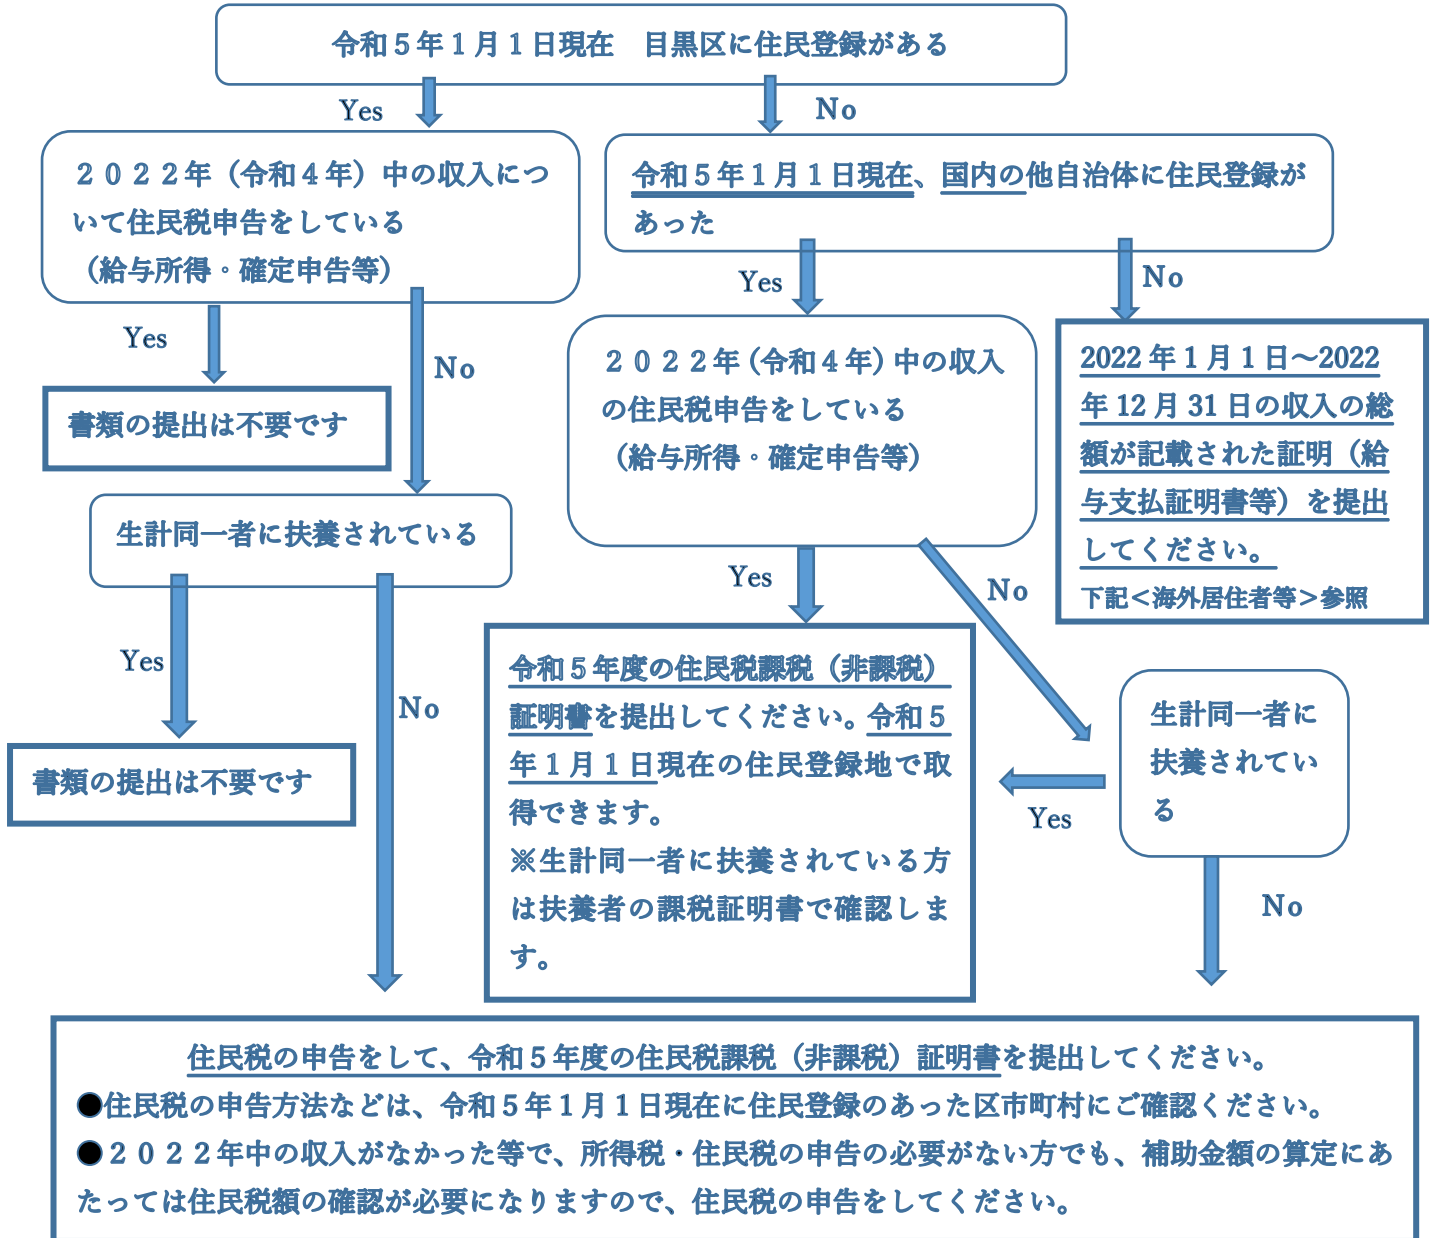 令和５年１月１日現在　目黒区に住民登録がある
Yes
No
２０２２年（令和４年）中の収入につ
いて住民税申告をしている
（給与所得・確定申告等）
令和５年１月１日現在、国内の他自治体に住民登録が
あった
Yes
No
Yes
No
書類の提出は不要です
２０２２年（令和４年）中の収入
の住民税申告をしている
（給与所得・確定申告等）
2022 年１月１日～2022
年 12 月 31 日の収入の総
額が記載された証明（給
与支払証明書等）を提出
してください。
下記＜海外居住者等＞参照
生計同一者に扶養されている
Yes
No
Yes
No
書類の提出は不要です
令和５年度の住民税課税（非課税）
証明書を提出してください。令和５
年１月１日現在の住民登録地で取
得できます。
※生計同一者に扶養されている方
は扶養者の課税証明書で確認しま
す。
生計同一者に
扶養されてい
る
Yes
No
住民税の申告をして、令和５年度の住民税課税（非課税）証明書を提出してください。
●住民税の申告方法などは、令和５年１月１日現在に住民登録のあった区市町村にご確認ください。
●２０２２年中の収入がなかった等で、所得税・住民税の申告の必要がない方でも、補助金額の算定にあ
たっては住民税額の確認が必要になりますので、住民税の申告をしてください。